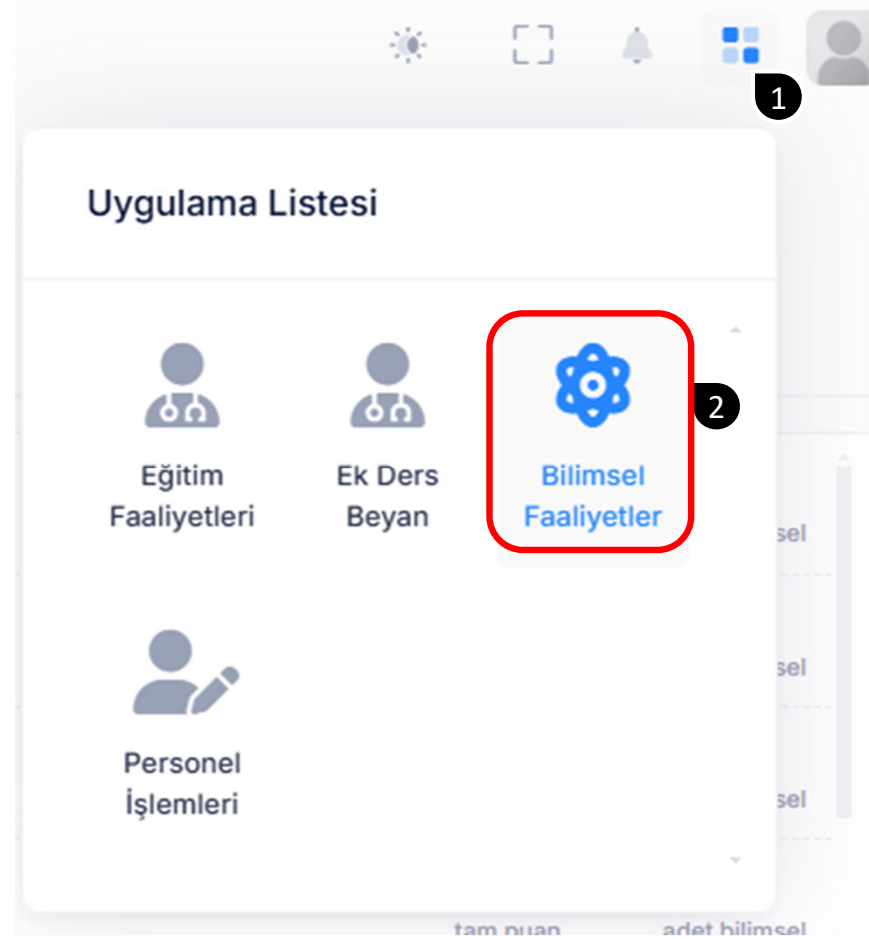 1
Uygulama Listesi
Eğitim
Faaliyetleri
Ek Ders
Beyan
Bilimsel
Faaliyetler
2
sel
Personel
İşlemleri
sel
sel
tam puan
adet bilimsel